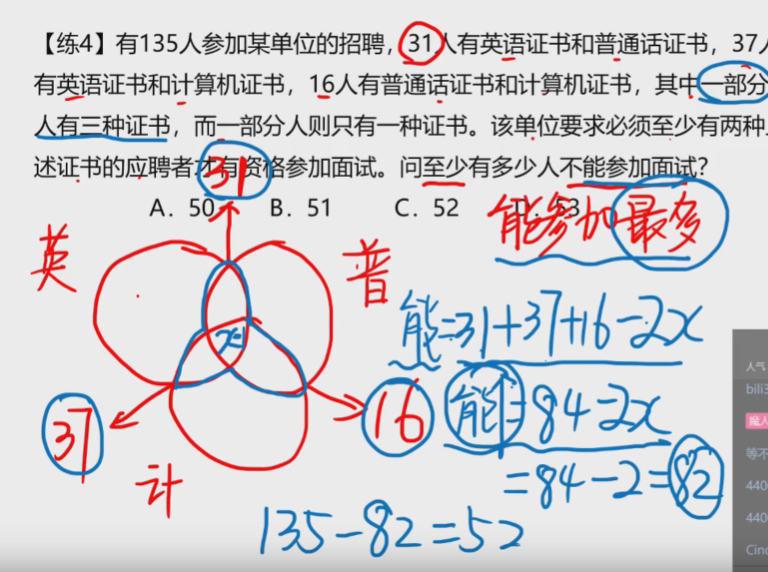 【练4】有135人参加某单位的招聘，31人有英语证书和普通话证书，37人
有英语证书和计算机证书，16人有普通话证书和计算机证书，其中一部分
人有三种证书，而一部分人则只有一种证书。该单位要求必须至少有两种上
述证书的应聘者才有资格参加面试。问至少有多少人不能参加面试？
31
A．50 B．51 C．52 D．53
能参加最多
英 普
能=31+37+16-2x
x=1
人气
bili3
37 16 能=84-2x
等不
计 =84-2=82
440
440
135-82=52
Cinc